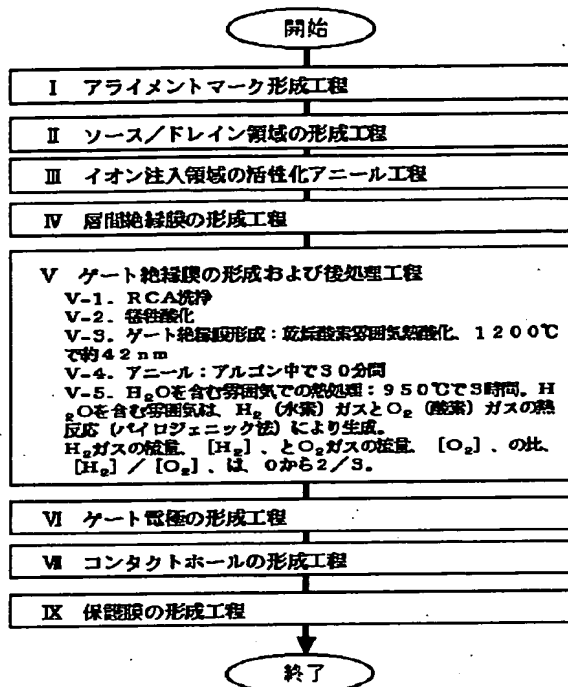 開始
Ⅰ アライメントマーク形成工程
Ⅱ ソース/ドレイン領域の形成工程
Ⅲ イオン注入領域の活性化アニール工程
Ⅳ 層間絶縁膜の形成工程
Ⅴ ゲート絶縁膜の形成および後処理工程
V-1. RCA洗浄
V-2. 犠牲酸化
V-3. ゲート絶縁膜形成:乾燥酸素雰囲気熱酸化、1200℃
で約42nm
V-4. アニール:アルゴン中で30分間
V-5. H₂Oを含む雰囲気での熱処理:950℃で3時間。H
₂Oを含む雰囲気は、H₂(水素)ガスとO₂(酸素)ガスの熱
反応(パイロジェニック法)により生成。
H₂ガスの流量、[H₂]、とO₂ガスの流量、[O₂]、の比、
[H₂]/[O₂]、は、0から2/3。
Ⅵ ゲート電極の形成工程
Ⅶ コンタクトホールの形成工程
Ⅸ 保護膜の形成工程
終了